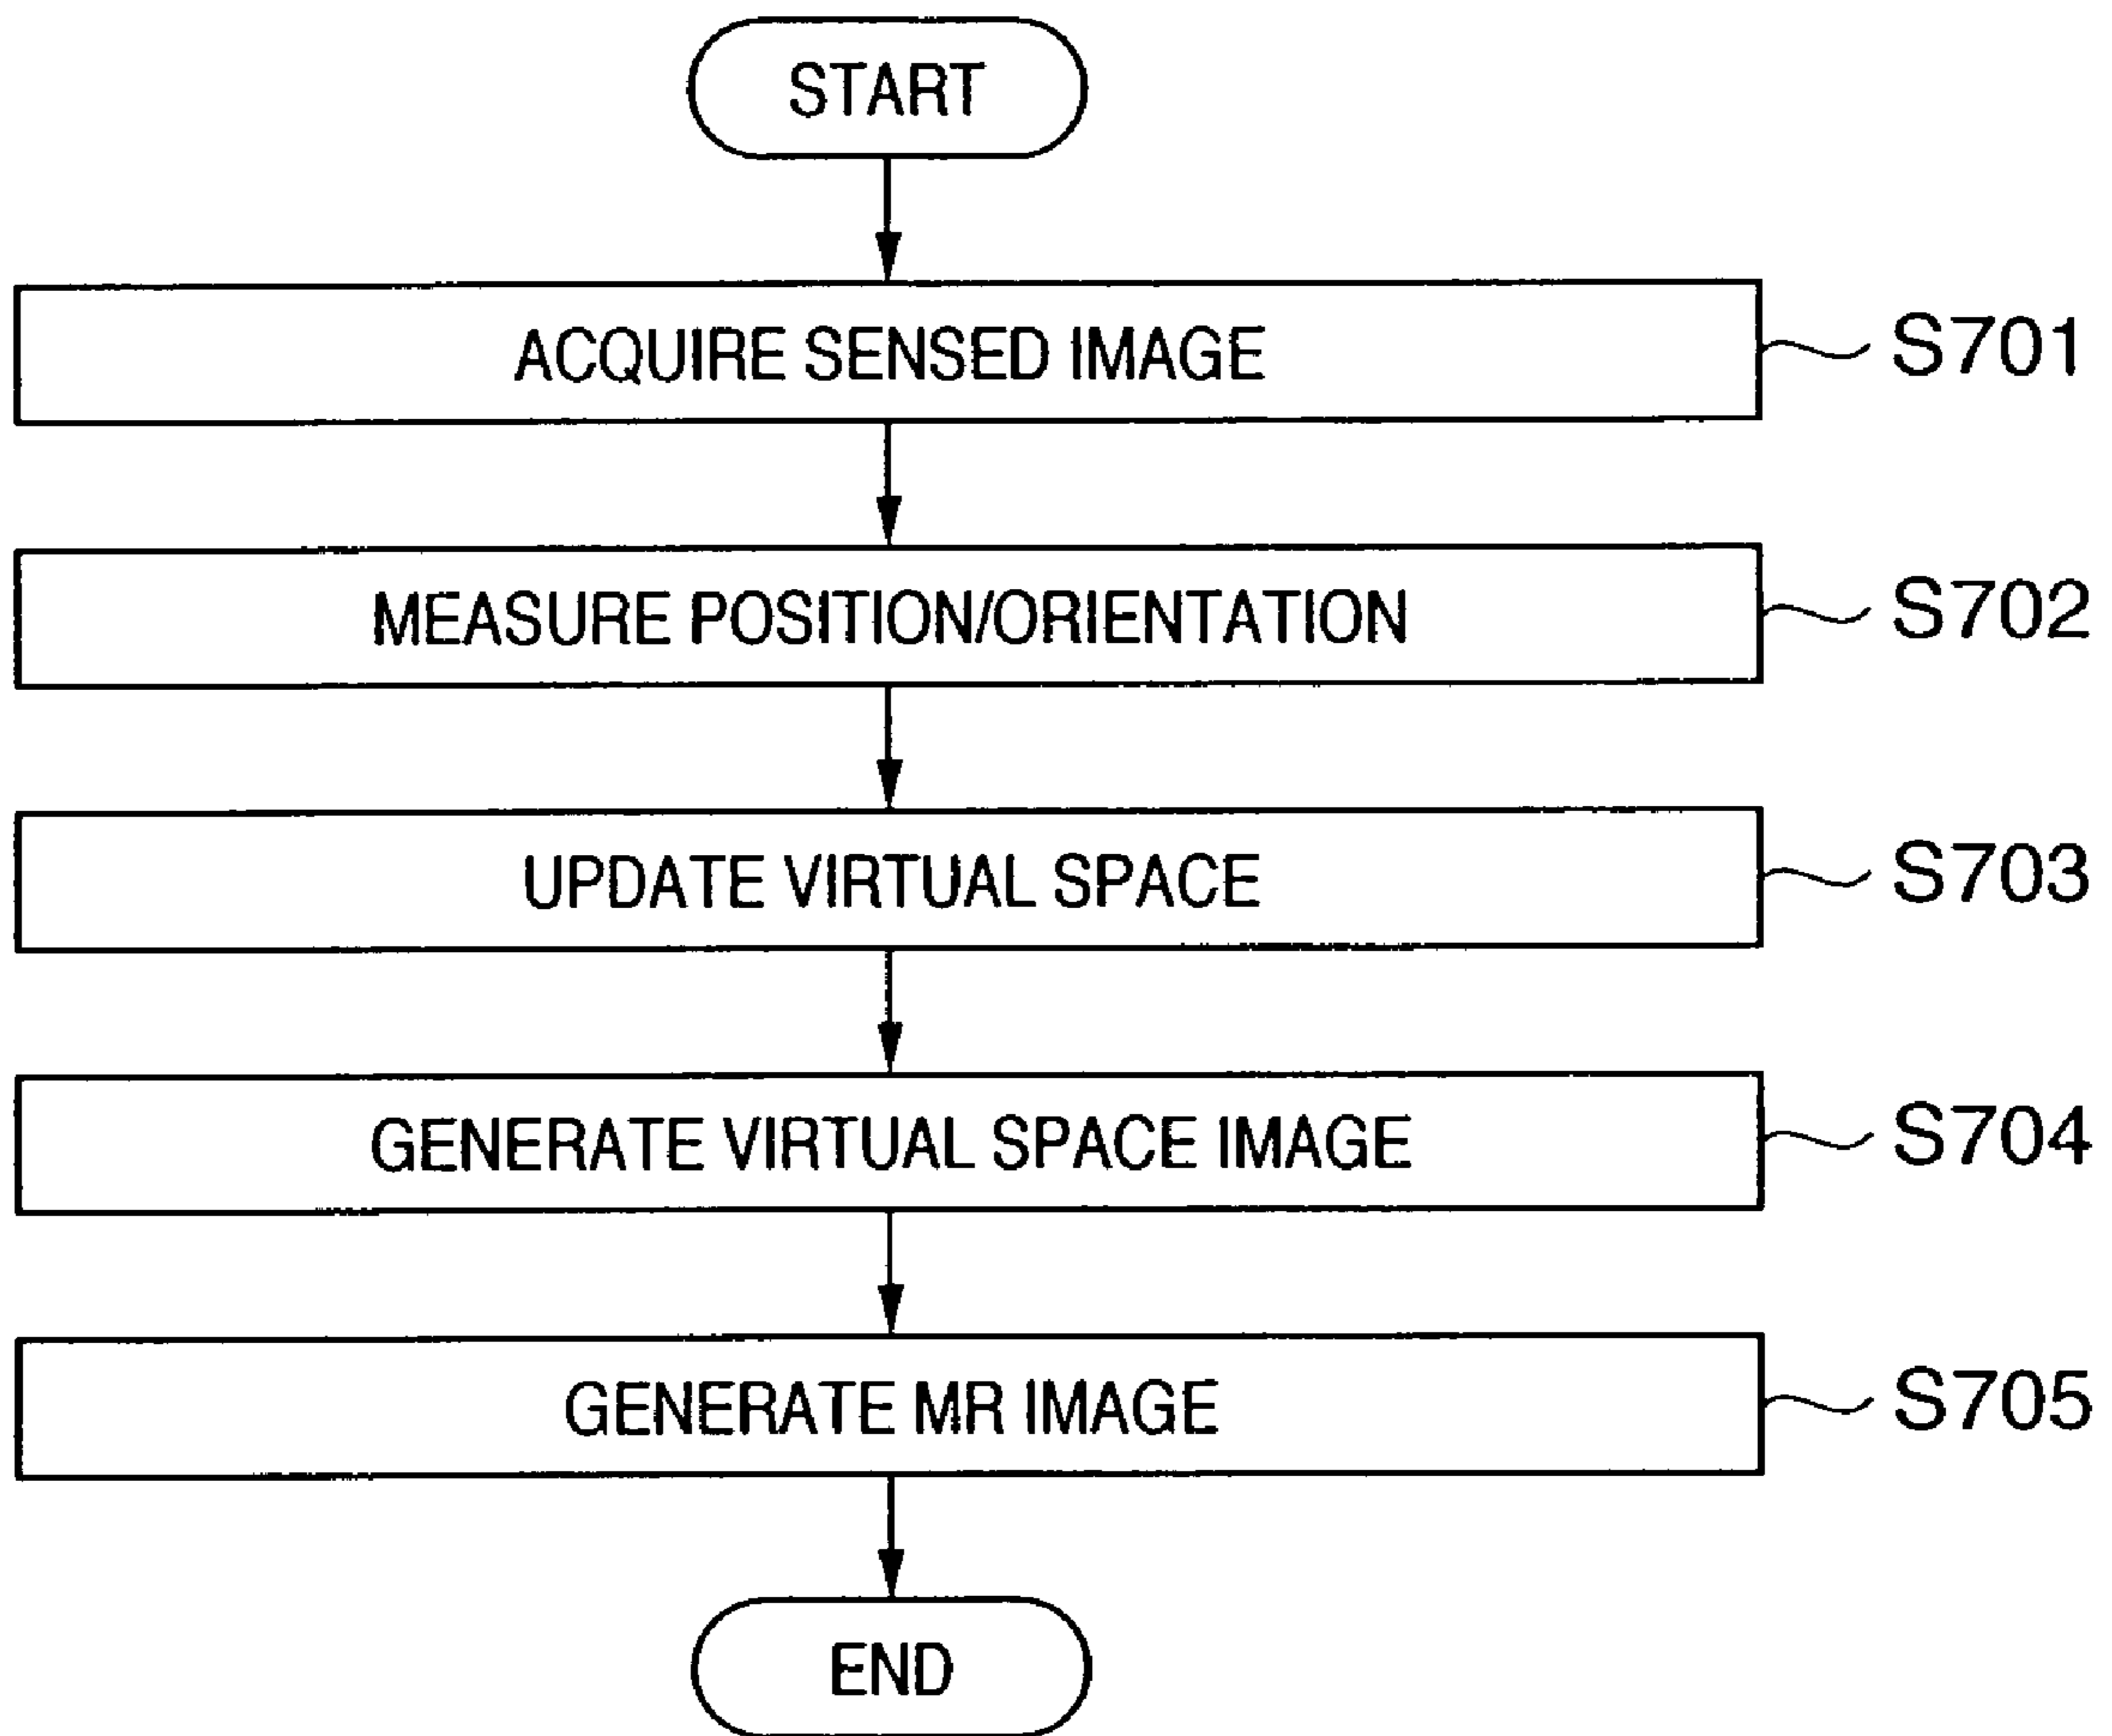 START
ACQUIRE SENSED IMAGE
S701
MEASURE POSITION/ORIENTATION
S702
UPDATE VIRTUAL SPACE
S703
GENERATE VIRTUAL SPACE IMAGE
S704
GENERATE MR IMAGE
S705
END